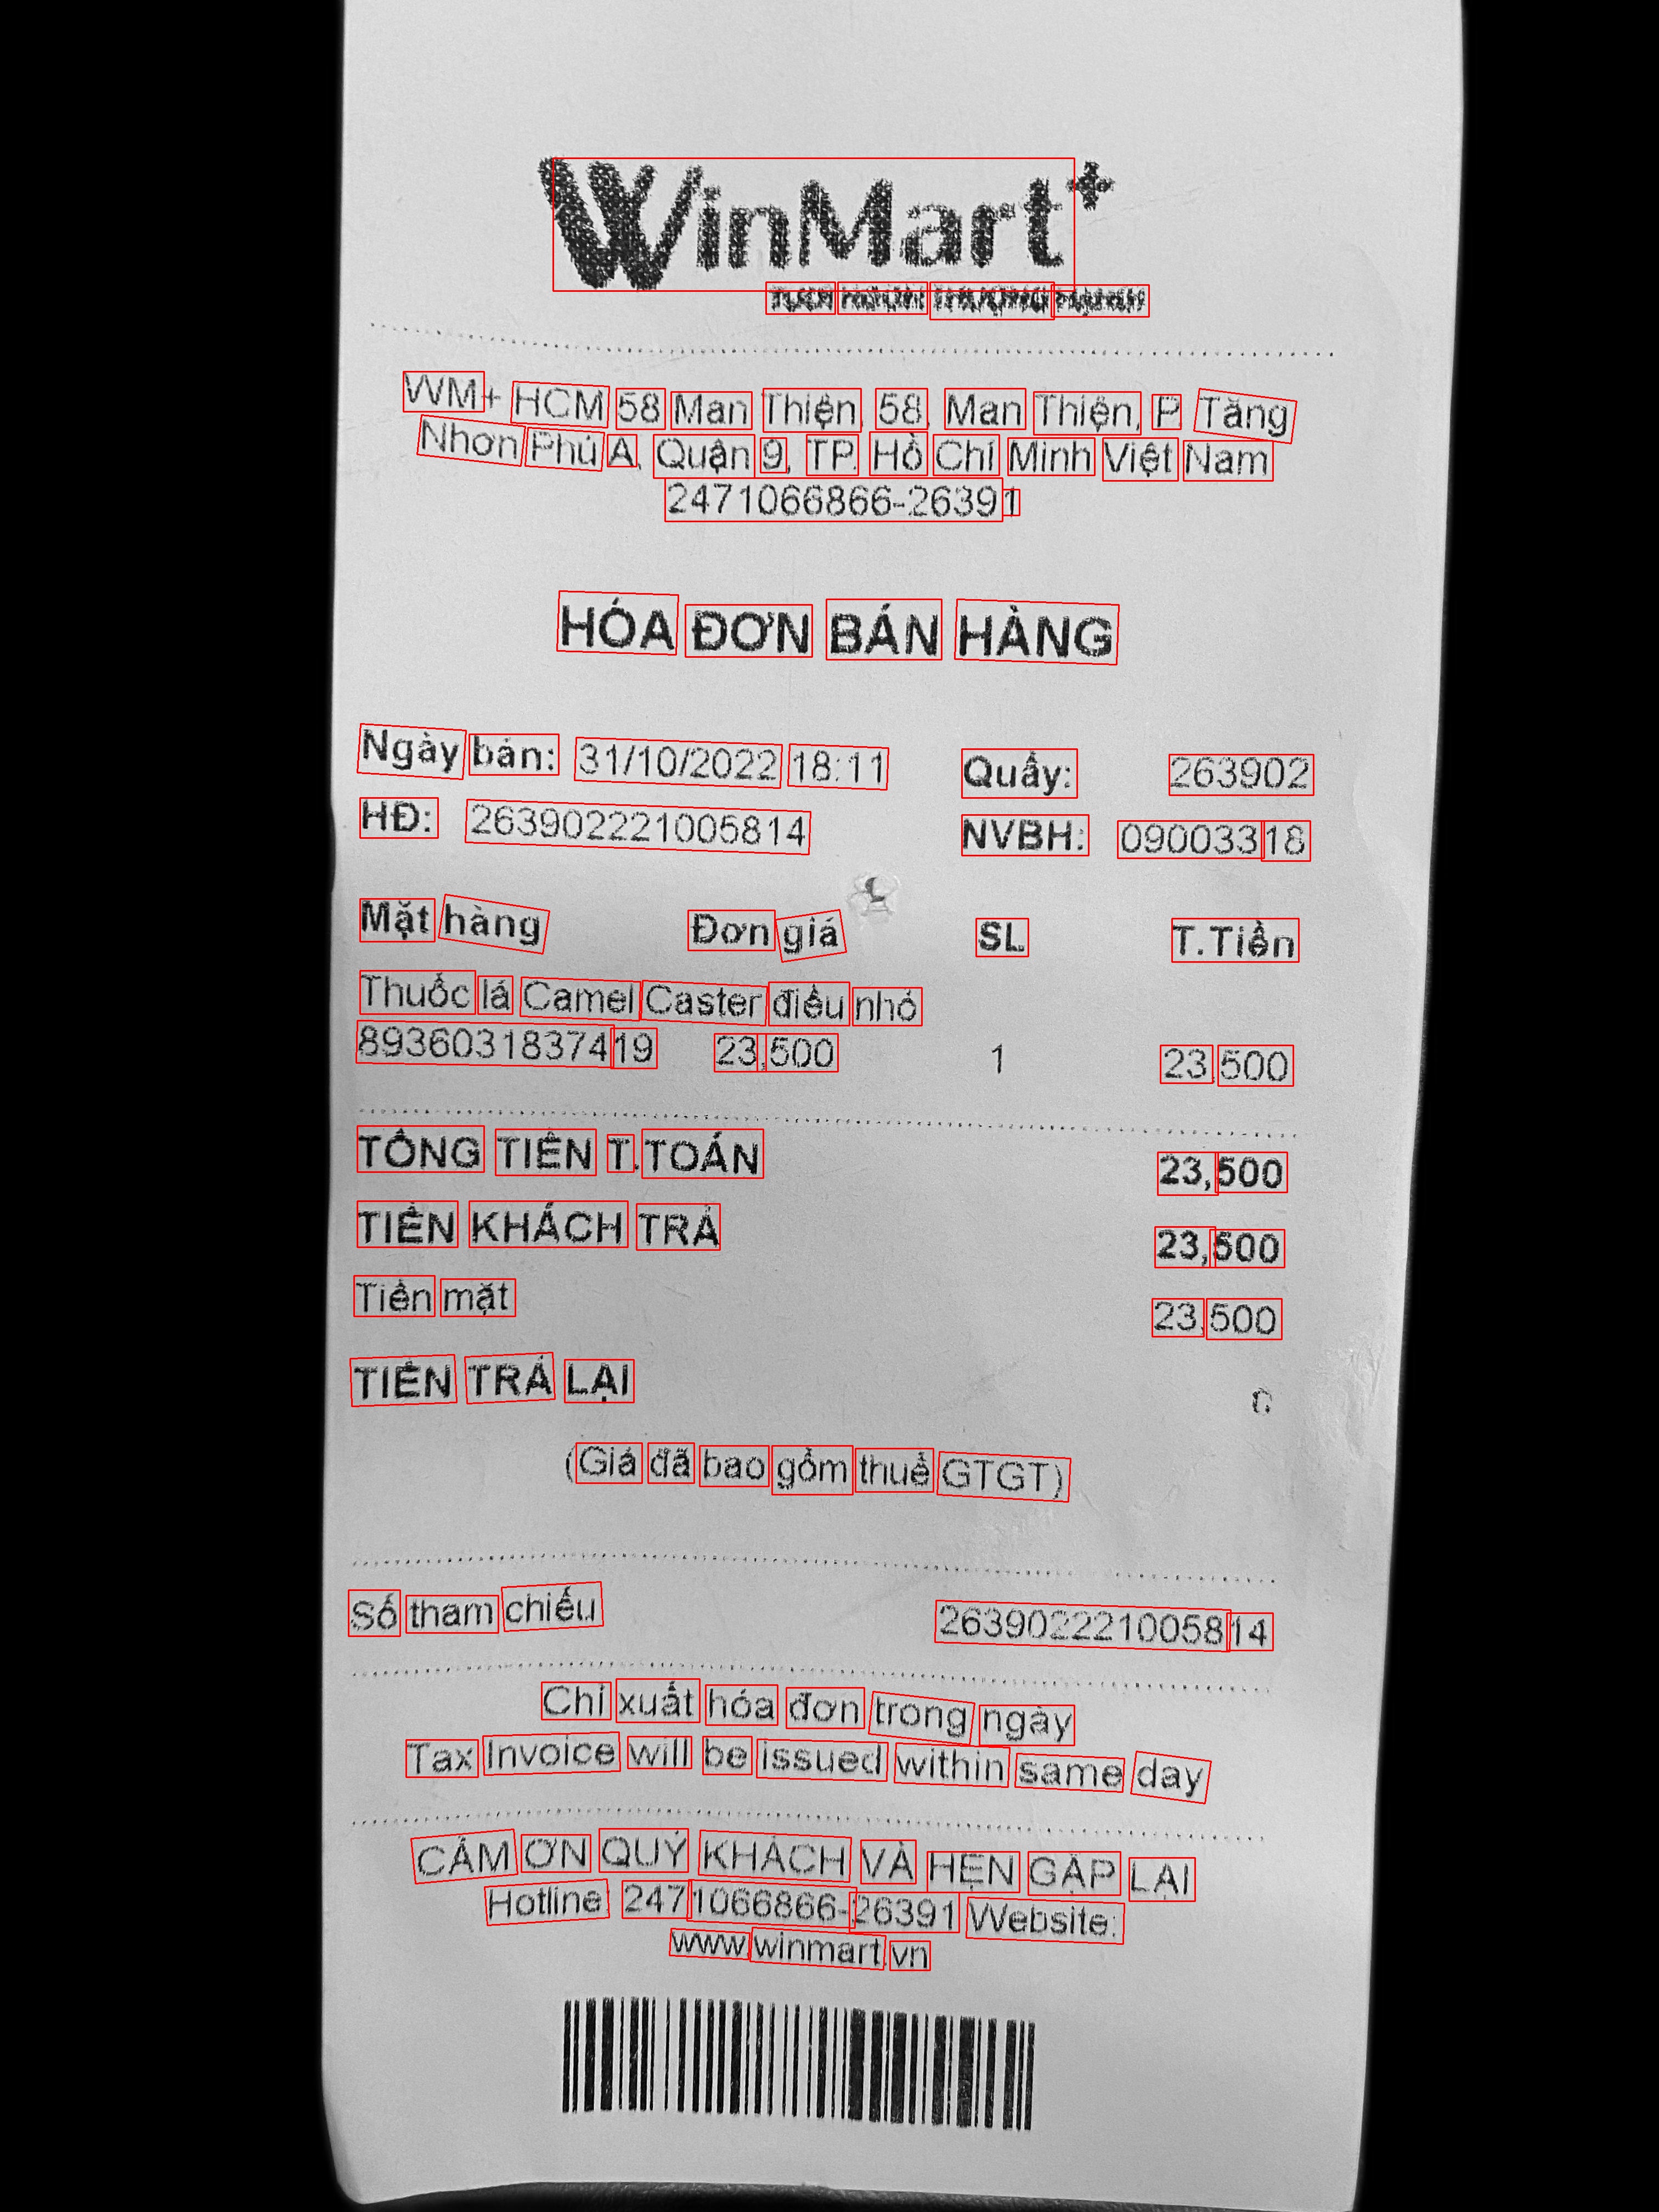 WinMart+
WM+ HCM 58 Man Thiện, 58, Man Thiện, P. Tăng
Nhơn Phú A, Quận 9, TP. Hồ Chí Minh Việt Nam
2471066866-26391
HÓA ĐƠN BÁN HÀNG
Ngày bán: 31/10/2022 18:11 Quầy: 263902
HĐ: 263902221005814 NVBH: 09003318
Mặt hàng Đơn giá SL T.Tiền
Thuốc lá Camel Caster điếu nhỏ
893603183741​9 23,500 1 23,500
TỔNG TIỀN T.TOÁN 23,500
TIỀN KHÁCH TRẢ 23,500
Tiền mặt 23,500
TIỀN TRẢ LẠI 0
(Giá đã bao gồm thuế GTGT)
Số tham chiếu 263902221005814
Chỉ xuất hóa đơn trong ngày
Tax Invoice will be issued within same day
CẢM ƠN QUÝ KHÁCH VÀ HẸN GẶP LẠI
Hotline: 2471066866-26391 Website:
www.winmart.vn